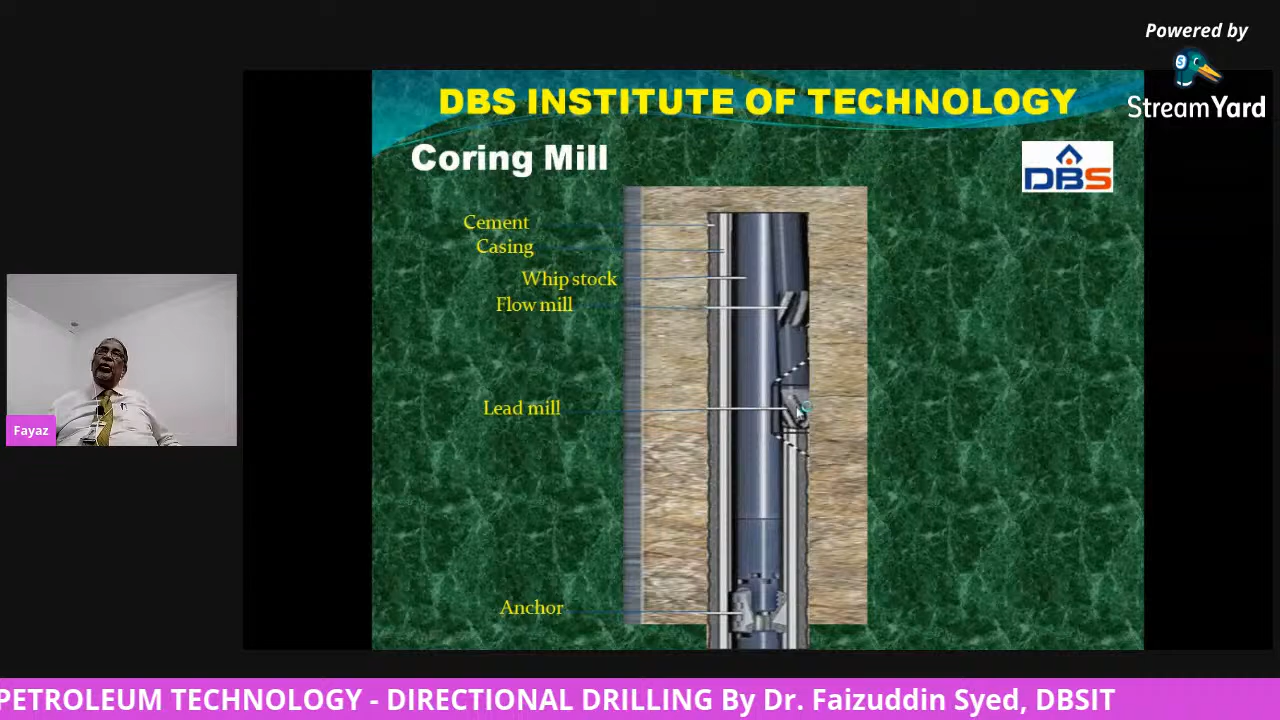 Powered by
StreamYard
DBS INSTITUTE OF TECHNOLOGY
Coring Mill
DBS
Cement
Casing
Whip stock
Flow mill
Lead mill
Anchor
Fayaz
PETROLEUM TECHNOLOGY - DIRECTIONAL DRILLING By Dr. Faizuddin Syed, DBSIT